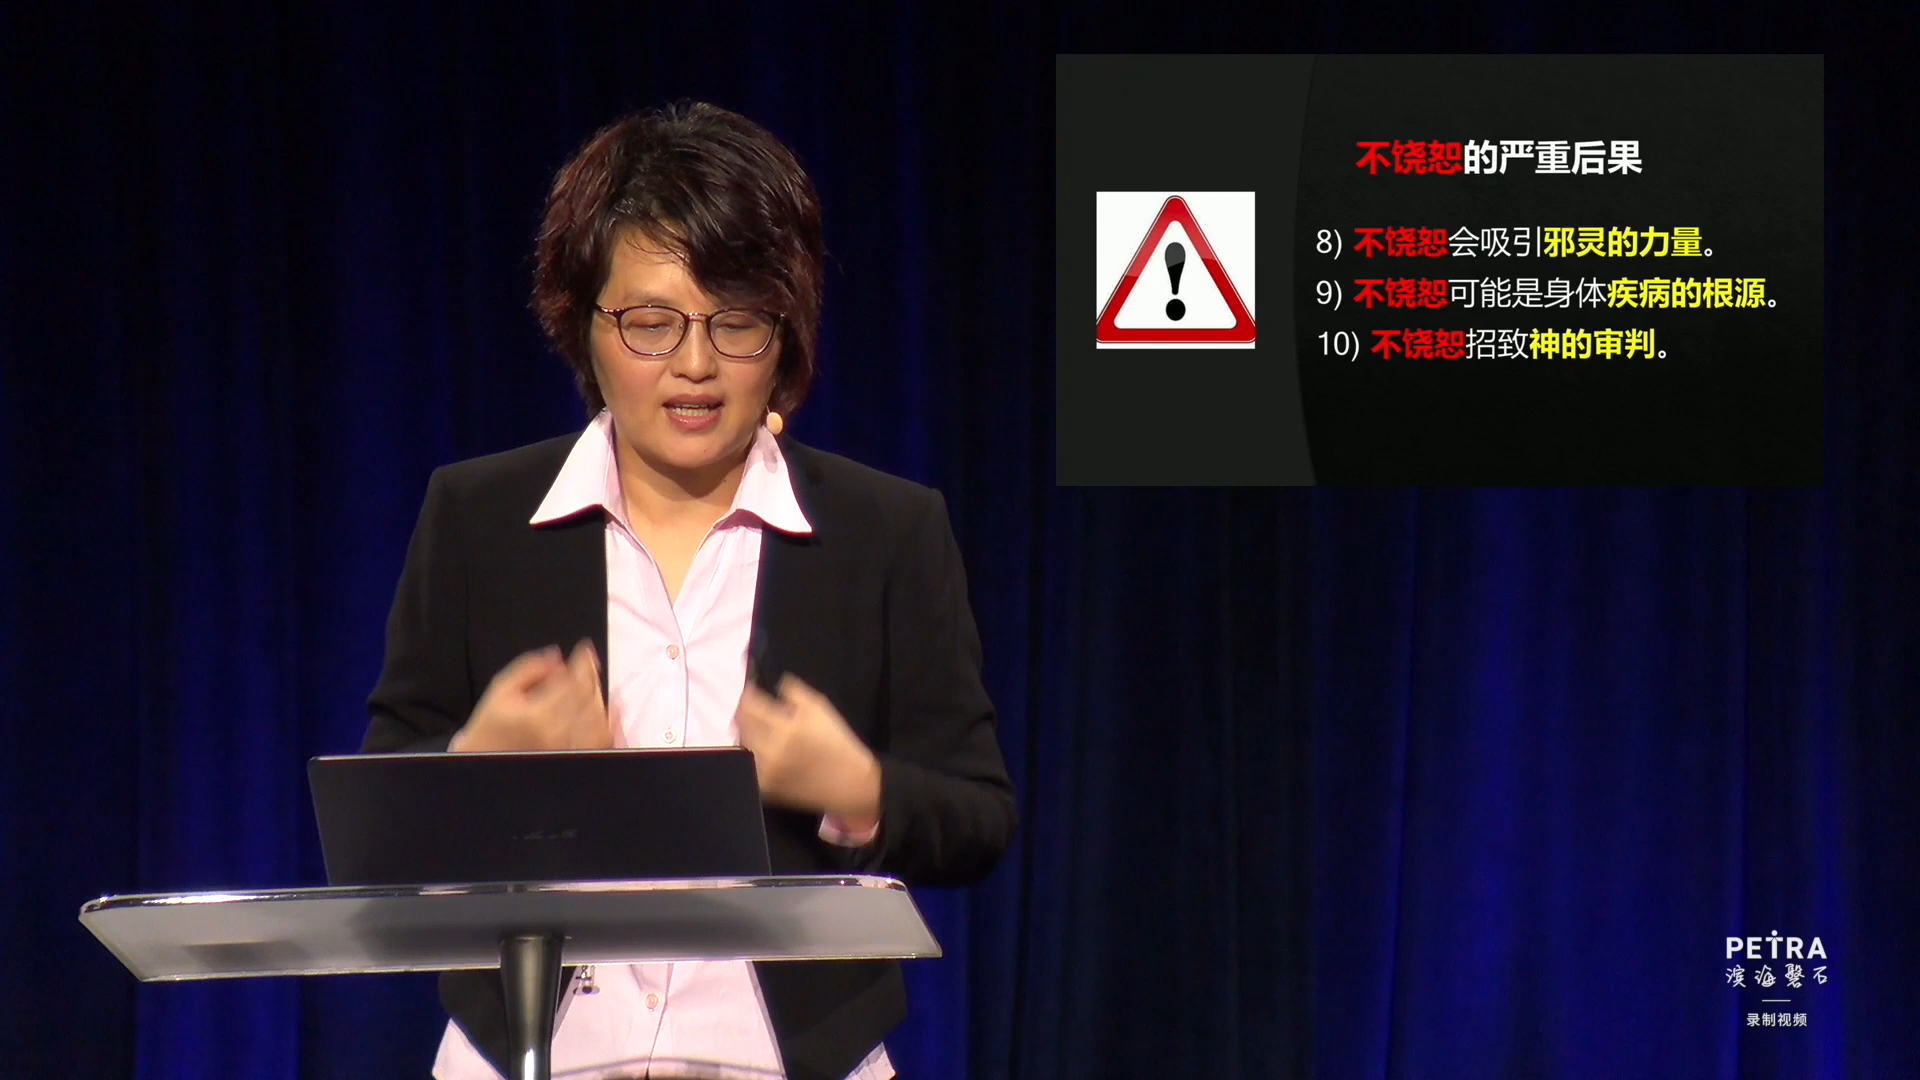 不饶恕的严重后果
8) 不饶恕会吸引邪灵的力量。
9) 不饶恕可能是身体疾病的根源。
10) 不饶恕招致神的审判。
PETRA
滨海磐石
录制视频